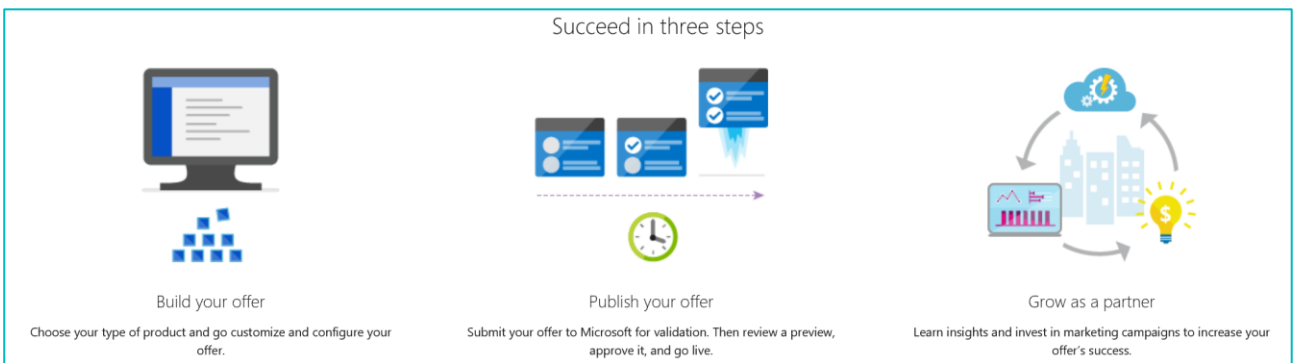 Succeed in three steps
Build your offer
Choose your type of product and go customize and configure your
offer.
Publish your offer
Submit your offer to Microsoft for validation. Then review a preview,
approve it, and go live.
Grow as a partner
Learn insights and invest in marketing campaigns to increase your
offer's success.